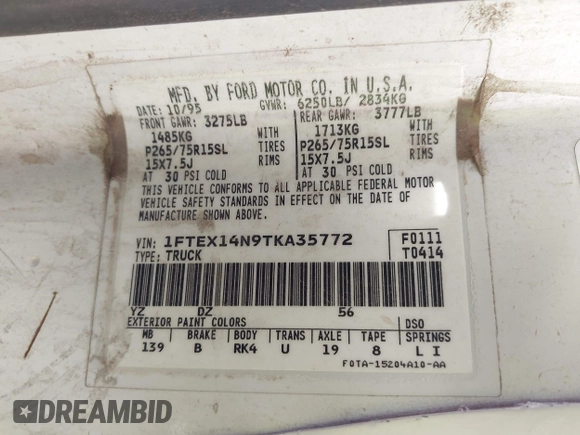 MFD. BY FORD MOTOR CO. IN U.S.A.
DATE: 10/95 GVWR: 6250LB/ 2834KG
FRONT GAWR: 3275LB REAR GAWR: 3777LB
1485KG WITH 1713KG WITH
P265/75R15SL TIRES P265/75R15SL TIRES
15X7.5J RIMS 15X7.5J RIMS
AT 30 PSI COLD AT 30 PSI COLD
THIS VEHICLE CONFORMS TO ALL APPLICABLE FEDERAL MOTOR
VEHICLE SAFETY STANDARDS IN EFFECT ON THE DATE OF
MANUFACTURE SHOWN ABOVE.
VIN: 1FTEX14N9TKA35772 F0111
TYPE: TRUCK T0414
YZ DZ 56
EXTERIOR PAINT COLORS DSO
WB BRAKE BODY TRANS AXLE TAPE SPRINGS
139 B RK4 U 19 8 L I
F0TA-15204A10-AA
DREAMBID
DREAMBID.COM